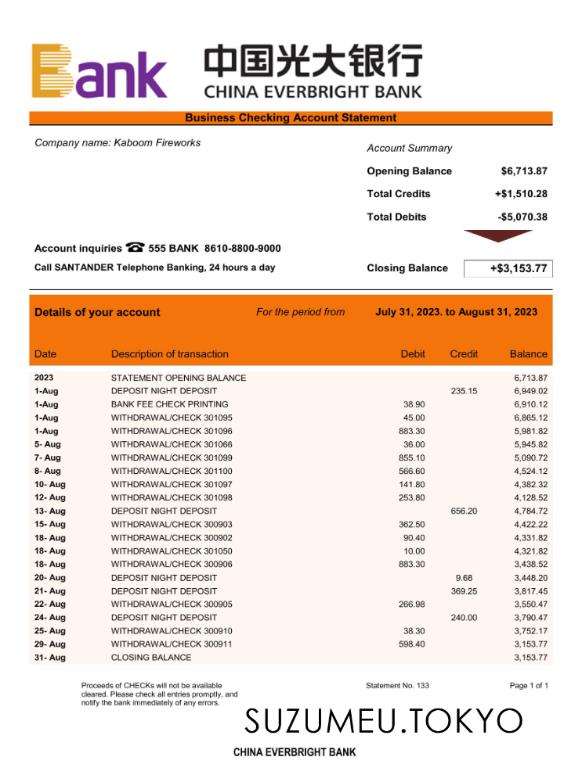 Bank 中国光大银行
CHINA EVERBRIGHT BANK
Business Checking Account Statement
Company name: Kaboom Fireworks
Account Summary
Opening Balance $6,713.87
Total Credits +$1,510.28
Total Debits -$5,070.38
Account inquiries ☎ 555 BANK 8610-8800-9000
Call SANTANDER Telephone Banking, 24 hours a day
Closing Balance +$3,153.77
Details of your account For the period from July 31, 2023. to August 31, 2023
Date Description of transaction Debit Credit Balance
2023 STATEMENT OPENING BALANCE 6,713.87
1-Aug DEPOSIT NIGHT DEPOSIT 235.15 6,949.02
1-Aug BANK FEE CHECK PRINTING 38.90 6,910.12
1-Aug WITHDRAWAL/CHECK 301095 45.00 6,865.12
1-Aug WITHDRAWAL/CHECK 301096 883.30 5,981.82
5- Aug WITHDRAWAL/CHECK 301066 36.00 5,945.82
7- Aug WITHDRAWAL/CHECK 301099 855.10 5,090.72
8- Aug WITHDRAWAL/CHECK 301100 566.60 4,524.12
10- Aug WITHDRAWAL/CHECK 301097 141.80 4,382.32
12- Aug WITHDRAWAL/CHECK 301098 253.80 4,128.52
13- Aug DEPOSIT NIGHT DEPOSIT 656.20 4,784.72
15- Aug WITHDRAWAL/CHECK 300903 362.50 4,422.22
18- Aug WITHDRAWAL/CHECK 300902 90.40 4,331.82
18- Aug WITHDRAWAL/CHECK 301050 10.00 4,321.82
18- Aug WITHDRAWAL/CHECK 300906 883.30 3,438.52
20- Aug DEPOSIT NIGHT DEPOSIT 9.68 3,448.20
21- Aug DEPOSIT NIGHT DEPOSIT 369.25 3,817.45
22- Aug WITHDRAWAL/CHECK 300905 266.98 3,550.47
24- Aug DEPOSIT NIGHT DEPOSIT 240.00 3,790.47
25- Aug WITHDRAWAL/CHECK 300910 38.30 3,752.17
29- Aug WITHDRAWAL/CHECK 300911 598.40 3,153.77
31- Aug CLOSING BALANCE 3,153.77
Proceeds of CHECKs will not be available
cleared. Please check all entries promptly, and
notify the bank immediately of any errors.
Statement No. 133 Page 1 of 1
SUZUMEU.TOKYO
CHINA EVERBRIGHT BANK